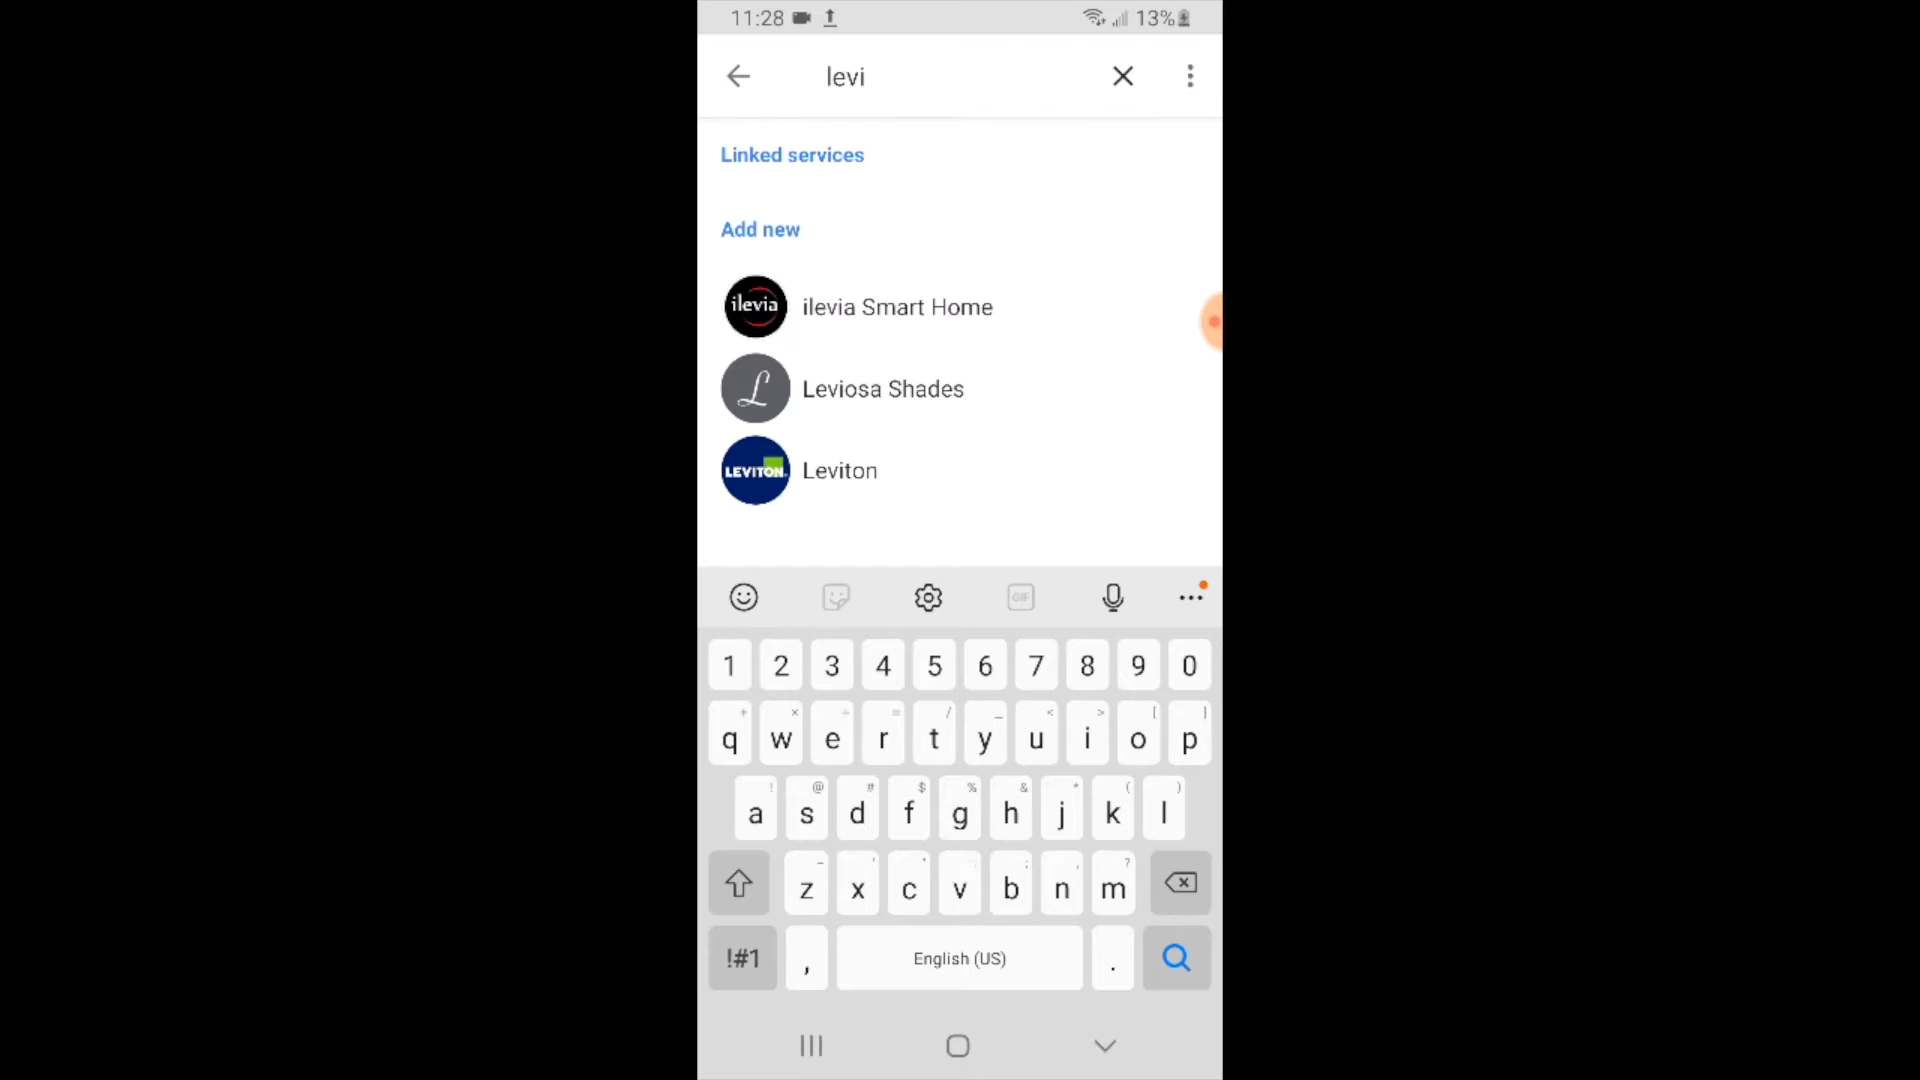 11:28 13%
levi
Linked services
Add new
ilevia ilevia Smart Home
L Leviosa Shades
LEVITON Leviton
GIF
1 2 3 4 5 6 7 8 9 0
q w e r t y u i o p
a s d f g h j k l
z x c v b n m
!#1 , English (US) .